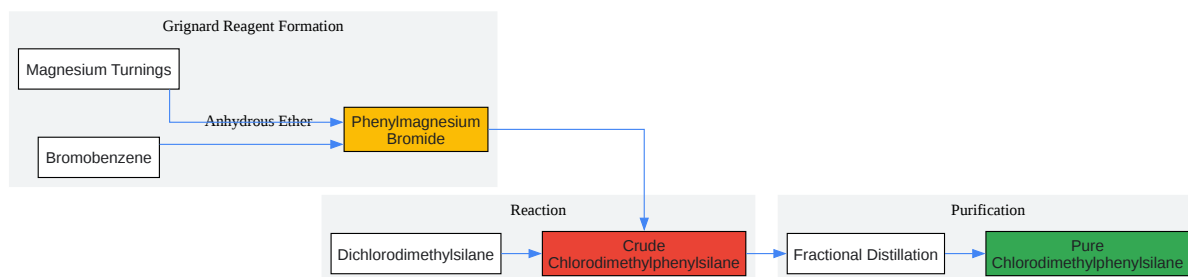 Grignard Reagent Formation
Magnesium Turnings
Anhydrous Ether
Phenylmagnesium
Bromide
Bromobenzene
Reaction
Purification
Dichlorodimethylsilane
Crude
Chlorodimethylphenylsilane
Fractional Distillation
Pure
Chlorodimethylphenylsilane